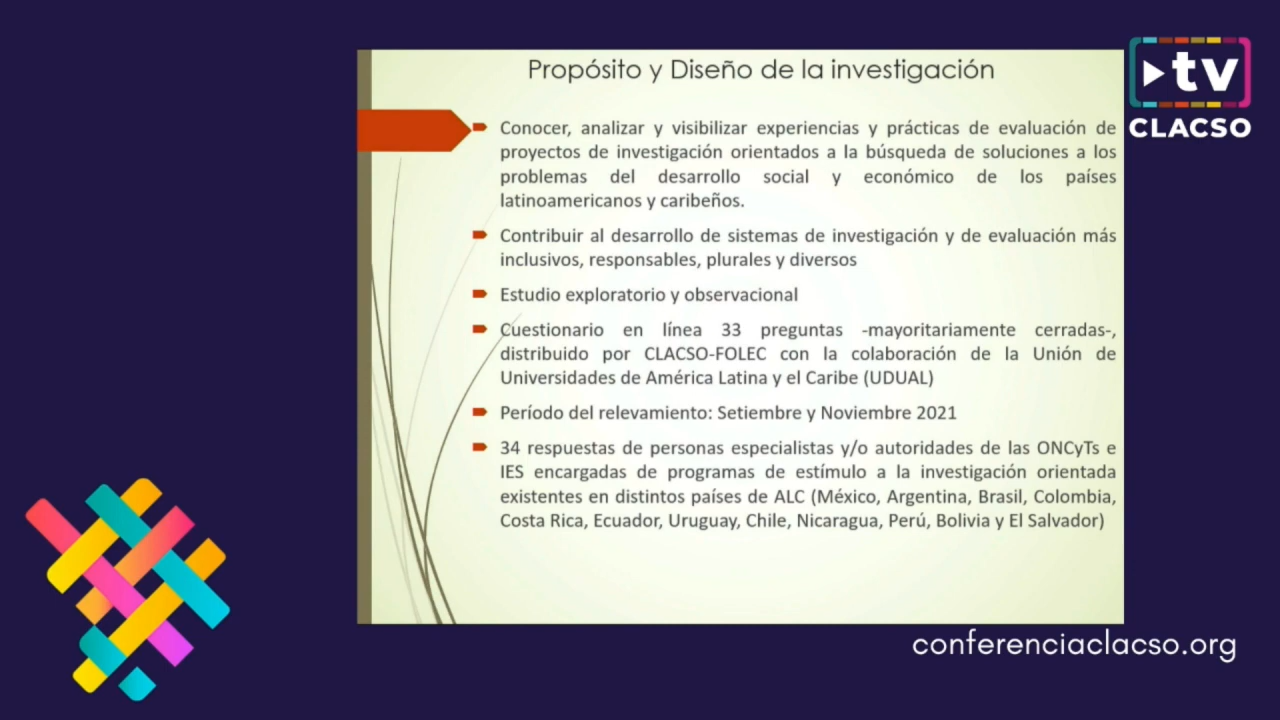 Propósito y Diseño de la investigación
tv
CLACSO
Conocer, analizar y visibilizar experiencias y prácticas de evaluación de
proyectos de investigación orientados a la búsqueda de soluciones a los
problemas del desarrollo social y económico de los países
latinoamericanos y caribeños.
Contribuir al desarrollo de sistemas de investigación y de evaluación más
inclusivos, responsables, plurales y diversos
Estudio exploratorio y observacional
Cuestionario en línea 33 preguntas -mayoritariamente cerradas-,
distribuido por CLACSO-FOLEC con la colaboración de la Unión de
Universidades de América Latina y el Caribe (UDUAL)
Período del relevamiento: Setiembre y Noviembre 2021
34 respuestas de personas especialistas y/o autoridades de las ONCyTs e
IES encargadas de programas de estímulo a la investigación orientada
existentes en distintos países de ALC (México, Argentina, Brasil, Colombia,
Costa Rica, Ecuador, Uruguay, Chile, Nicaragua, Perú, Bolivia y El Salvador)
conferenciaclacso.org